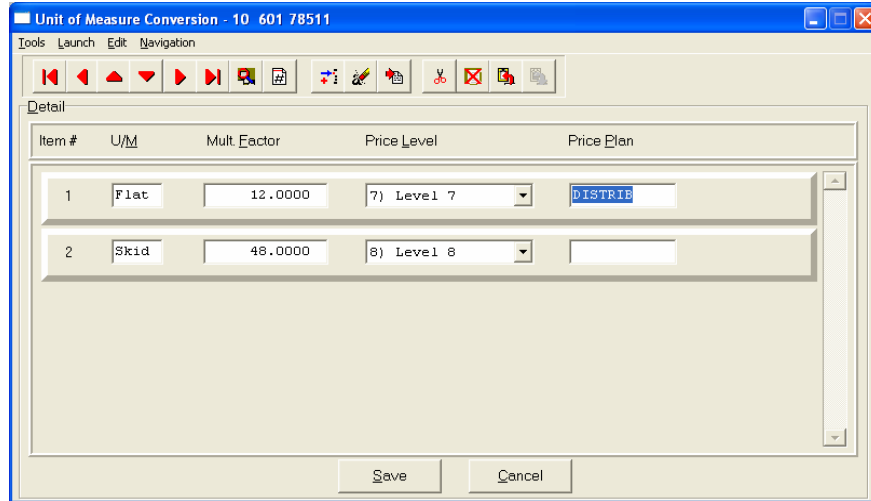 Unit of Measure Conversion - 10 601 78511
Tools Launch Edit Navigation
Detail
Item # U/M Mult. Factor Price Level Price Plan
1 Flat 12.0000 7) Level 7 DISTRIB
2 Skid 48.0000 8) Level 8
Save Cancel